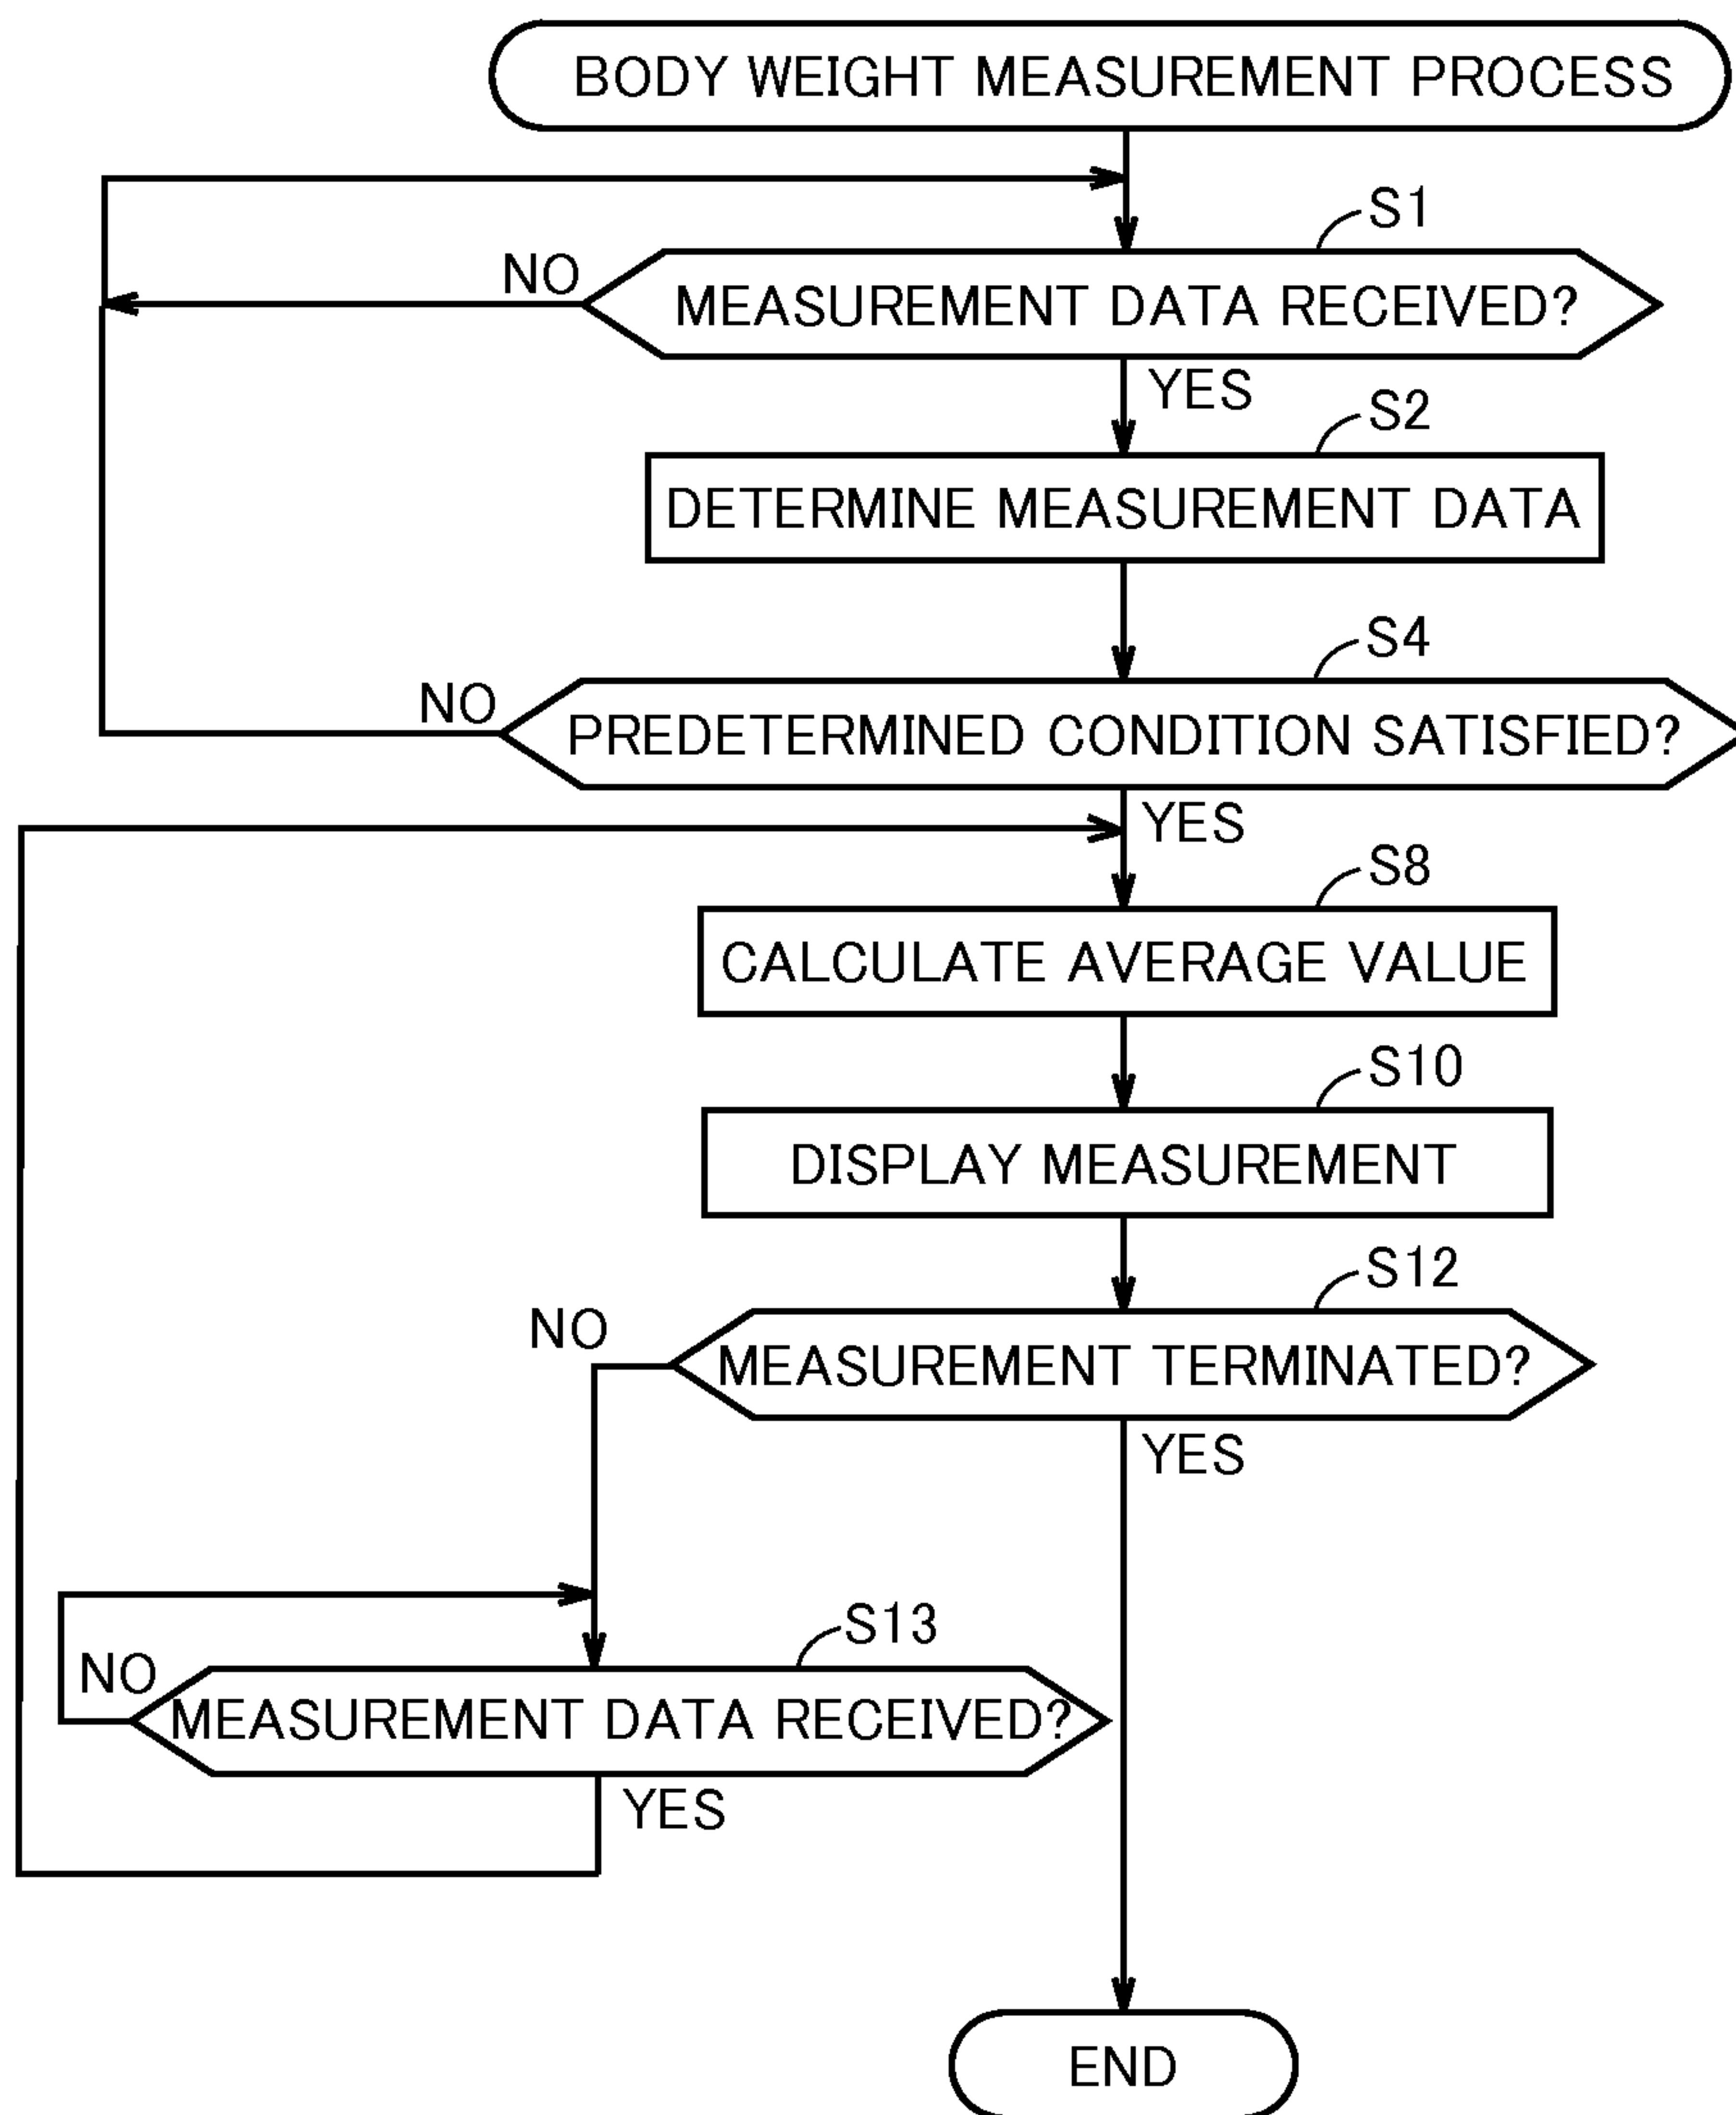 BODY WEIGHT MEASUREMENT PROCESS
S1
NO
MEASUREMENT DATA RECEIVED?
YES
S2
DETERMINE MEASUREMENT DATA
S4
NO
PREDETERMINED CONDITION SATISFIED?
YES
S8
CALCULATE AVERAGE VALUE
S10
DISPLAY MEASUREMENT
S12
NO
MEASUREMENT TERMINATED?
YES
S13
NO
MEASUREMENT DATA RECEIVED?
YES
END